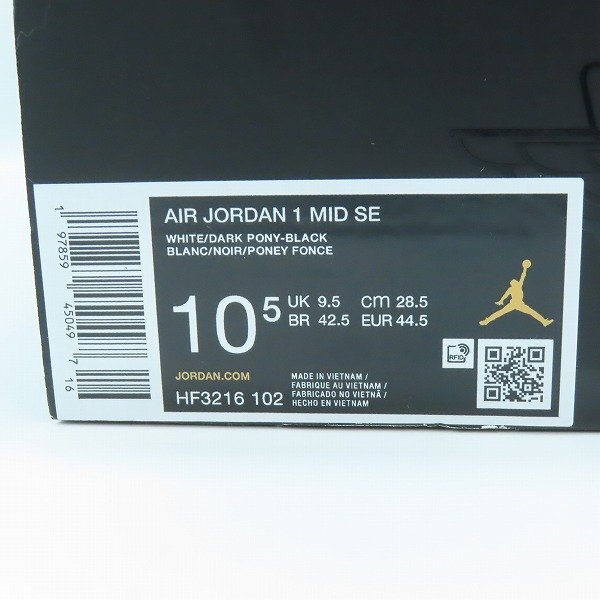 AIR JORDAN 1 MID SE
WHITE/DARK PONY-BLACK
BLANC/NOIR/PONEY FONCE
10⁵
UK 9.5 cm 28.5
BR 42.5 EUR 44.5
JORDAN.COM
HF3216 102
MADE IN VIETNAM /
FABRIQUE AU VIETNAM /
FABRICADO NO VIETNÃ /
HECHO EN VIETNAM
RFID
1 97859 45049 7 16